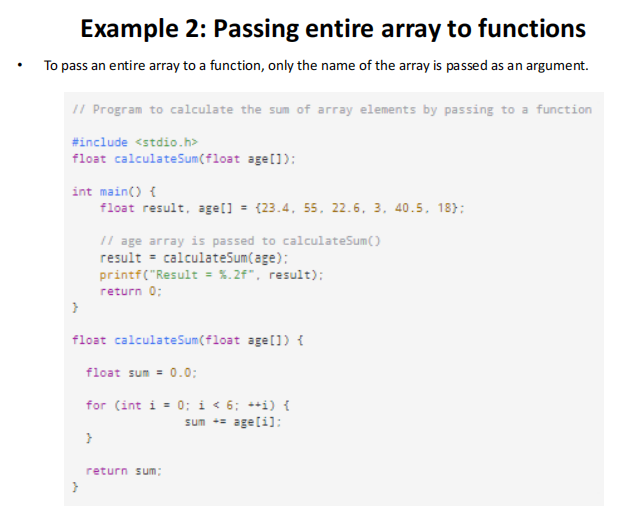 Example 2: Passing entire array to functions
• To pass an entire array to a function, only the name of the array is passed as an argument.
// Program to calculate the sum of array elements by passing to a function
#include <stdio.h>
float calculateSum(float age[]);
int main() {
float result, age[] = {23.4, 55, 22.6, 3, 40.5, 18};
// age array is passed to calculateSum()
result = calculateSum(age);
printf("Result = %.2f", result);
return 0;
}
float calculateSum(float age[]) {
float sum = 0.0;
for (int i = 0; i < 6; ++i) {
sum += age[i];
}
return sum;
}